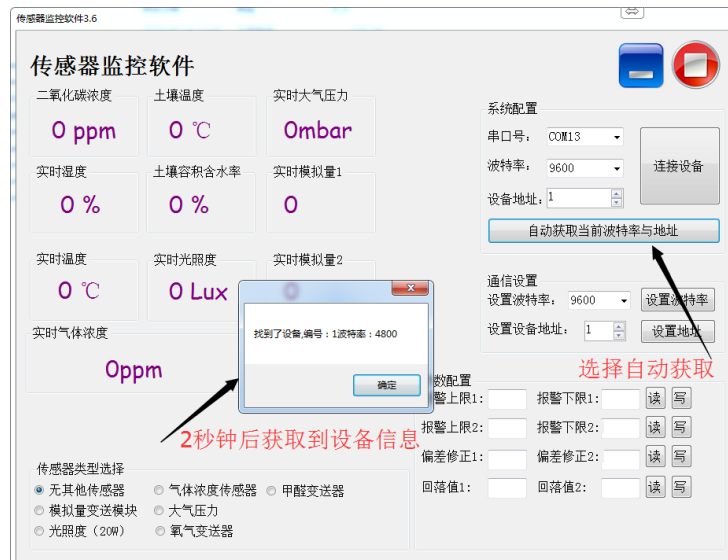 传感器监控软件3.6
传感器监控软件
二氧化碳浓度
0 ppm
土壤温度
0 ℃
实时大气压力
0mbar
实时湿度
0 %
土壤容积含水率
0 %
实时模拟量1
0
实时温度
0 ℃
实时光照度
0 Lux
实时模拟量2
0
实时气体浓度
0ppm
系统配置
串口号： COM13
波特率： 9600
设备地址： 1
连接设备
自动获取当前波特率与地址
通信设置
设置波特率： 9600 设置波特率
设置设备地址： 1 设置地址
选择自动获取
找到了设备,编号：1波特率：4800
确定
2秒钟后获取到设备信息
数配置
警上限1: 报警下限1: 读 写
报警上限2: 报警下限2: 读 写
偏差修正1: 偏差修正2: 读 写
回落值1: 回落值2: 读 写
传感器类型选择
无其他传感器 气体浓度传感器 甲醛变送器
模拟量变送模块 大气压力
光照度（20W） 氧气变送器